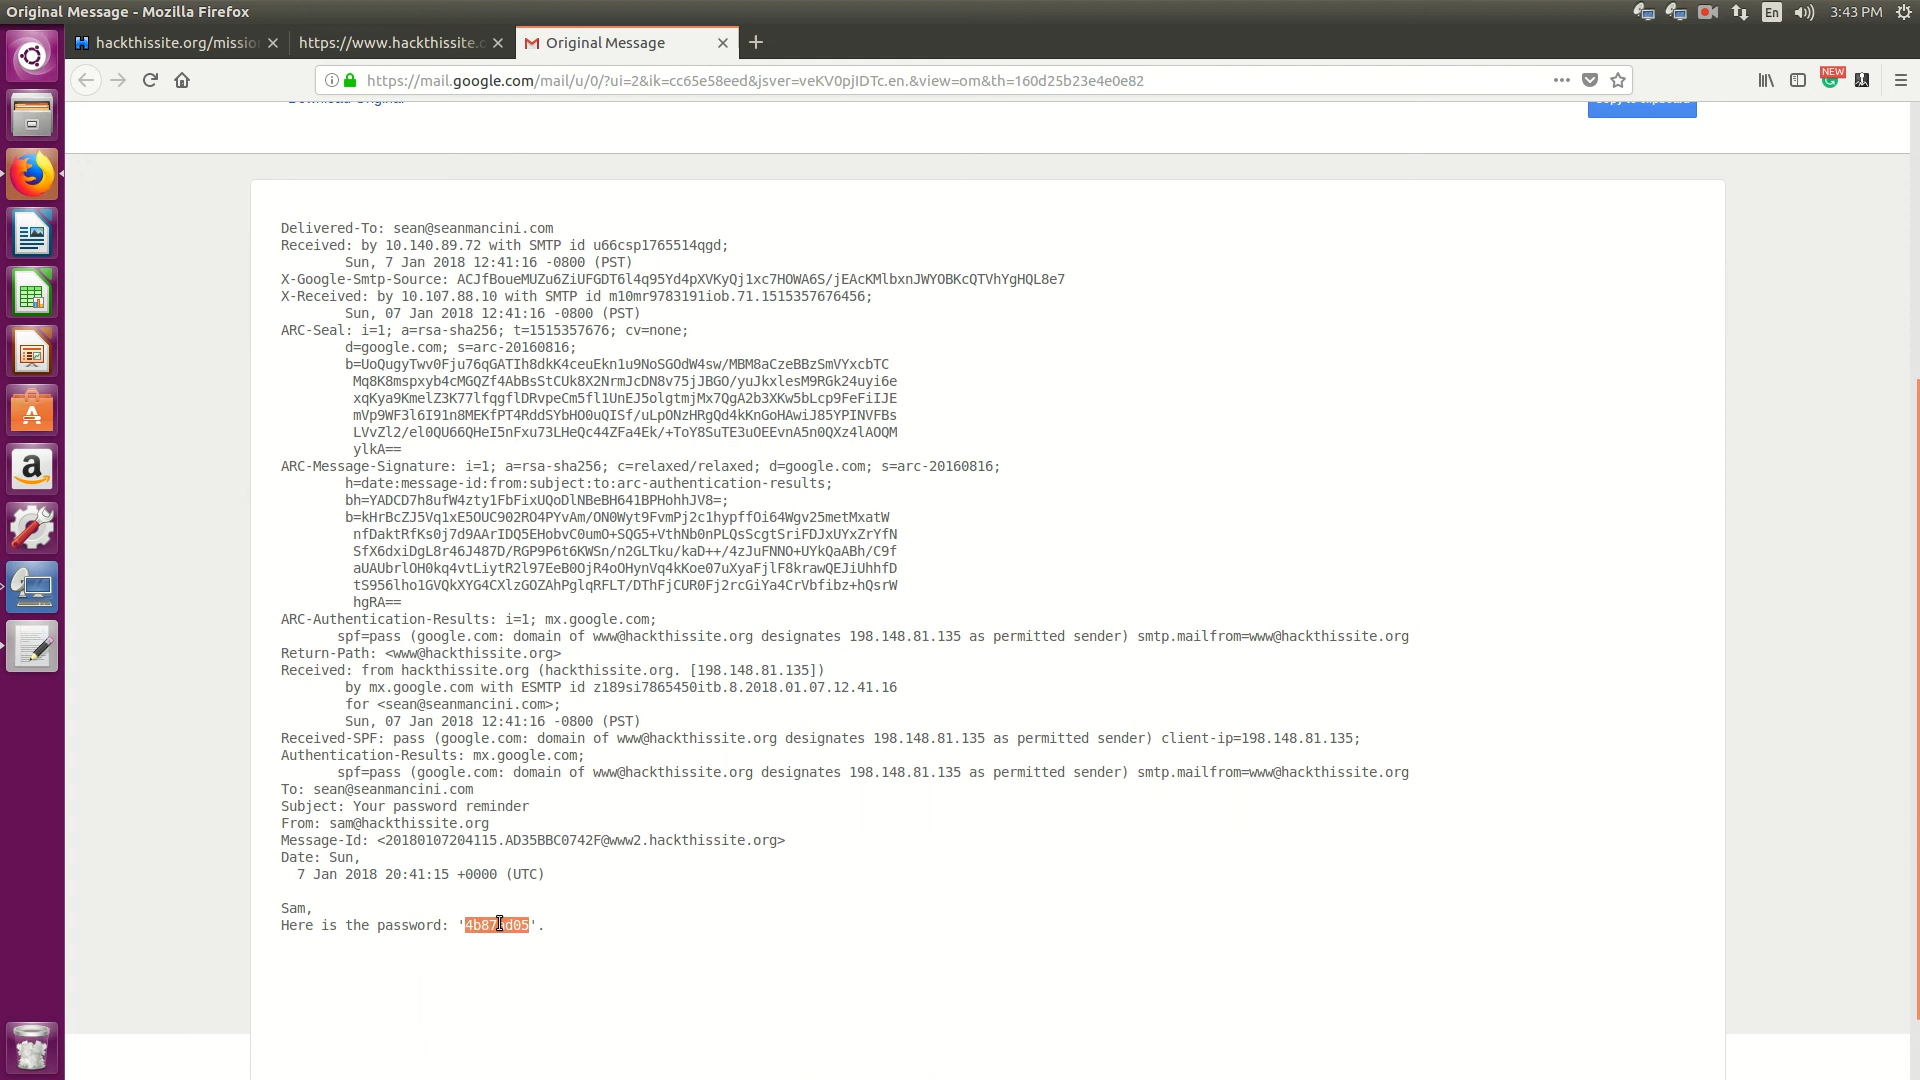 Original Message - Mozilla Firefox
En
3:43 PM
hackthissite.org/missio
https://www.hackthissite.o
Original Message
https://mail.google.com/mail/u/0/?ui=2&ik=cc65e58eed&jsver=veKV0pjIDTc.en.&view=om&th=160d25b23e4e0e82
NEW
Download Original
Copy to clipboard
Delivered-To: sean@seanmancini.com
Received: by 10.140.89.72 with SMTP id u66csp1765514qgd;
Sun, 7 Jan 2018 12:41:16 -0800 (PST)
X-Google-Smtp-Source: ACJfBoueMUZu6ZiUFGDT6l4q95Yd4pXVKyQj1xc7HOWA6S/jEAcKMlbxnJWYOBKcQTVhYgHQL8e7
X-Received: by 10.107.88.10 with SMTP id m10mr9783191iob.71.1515357676456;
Sun, 07 Jan 2018 12:41:16 -0800 (PST)
ARC-Seal: i=1; a=rsa-sha256; t=1515357676; cv=none;
d=google.com; s=arc-20160816;
b=UoQugyTwv0Fju76qGATIh8dkK4ceuEkn1u9NoSGOdW4sw/MBM8aCzeBBzSmVYxcbTC
Mq8K8mspxyb4cMGQZf4AbBsStCUk8X2NrmJcDN8v75jJBGO/yuJkxlesM9RGk24uyi6e
xqKya9KmelZ3K77lfqgflDRvpeCm5fl1UnEJ5olgtmjMx7QgA2b3XKw5bLcp9FeFiIJE
mVp9WF3l6I91n8MEKfPT4RddSYbHO0uQISf/uLpONzHRgQd4kKnGoHAwiJ85YPINVFBs
LVvZl2/el0QU66QHeI5nFxu73LHeQc44ZFa4Ek/+ToY8SuTE3uOEEvnA5n0QXz4lAOQM
ylkA==
ARC-Message-Signature: i=1; a=rsa-sha256; c=relaxed/relaxed; d=google.com; s=arc-20160816;
h=date:message-id:from:subject:to:arc-authentication-results;
bh=YADCD7h8ufW4zty1FbFixUQoDlNBeBH641BPHohhJV8=;
b=kHrBcZJ5Vq1xE5OUC902RO4PYvAm/ON0Wyt9FvmPj2c1hypffOi64Wgv25metMxatW
nfDaktRfKs0j7d9AArIDQ5EHobvC0umO+SQG5+VthNb0nPLQsScgtSriFDJxUYxZrYfN
SfX6dxiDgL8r46J487D/RGP9P6t6KWSn/n2GLTku/kaD++/4zJuFNNO+UYkQaABh/C9f
aUAUbrlOH0kq4vtLiytR2l97EeB0OjR4oOHynVq4kKoe07uXyaFjlF8krawQEJiUhhfD
tS956lho1GVQkXYG4CXlzGOZAhPglqRFLT/DThFjCUR0Fj2rcGiYa4CrVbfibz+hQsrW
hgRA==
ARC-Authentication-Results: i=1; mx.google.com;
spf=pass (google.com: domain of www@hackthissite.org designates 198.148.81.135 as permitted sender) smtp.mailfrom=www@hackthissite.org
Return-Path: <www@hackthissite.org>
Received: from hackthissite.org (hackthissite.org. [198.148.81.135])
by mx.google.com with ESMTP id z189si7865450itb.8.2018.01.07.12.41.16
for <sean@seanmancini.com>;
Sun, 07 Jan 2018 12:41:16 -0800 (PST)
Received-SPF: pass (google.com: domain of www@hackthissite.org designates 198.148.81.135 as permitted sender) client-ip=198.148.81.135;
Authentication-Results: mx.google.com;
spf=pass (google.com: domain of www@hackthissite.org designates 198.148.81.135 as permitted sender) smtp.mailfrom=www@hackthissite.org
To: sean@seanmancini.com
Subject: Your password reminder
From: sam@hackthissite.org
Message-Id: <20180107204115.AD35BBC0742F@www2.hackthissite.org>
Date: Sun,
7 Jan 2018 20:41:15 +0000 (UTC)
Sam,
Here is the password: